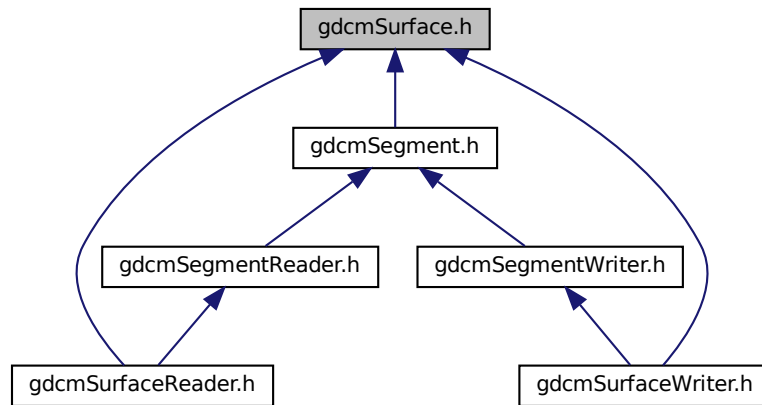 gdcmSurface.h
gdcmSegment.h
gdcmSegmentReader.h
gdcmSegmentWriter.h
gdcmSurfaceReader.h
gdcmSurfaceWriter.h